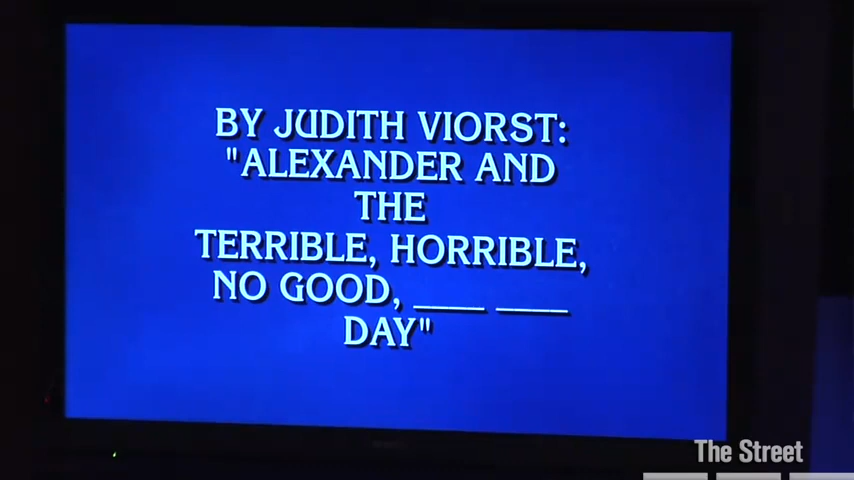 BY JUDITH VIORST:
"ALEXANDER AND
THE
TERRIBLE, HORRIBLE,
NO GOOD, ____ ____
DAY"
The Street